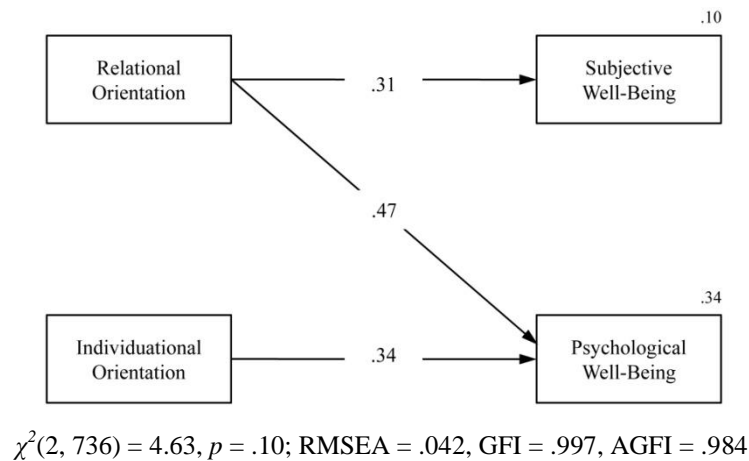 .10
Relational
Orientation
.31
Subjective
Well-Being
.47
.34
Individuational
Orientation
.34
Psychological
Well-Being
χ²(2, 736) = 4.63, p = .10; RMSEA = .042, GFI = .997, AGFI = .984